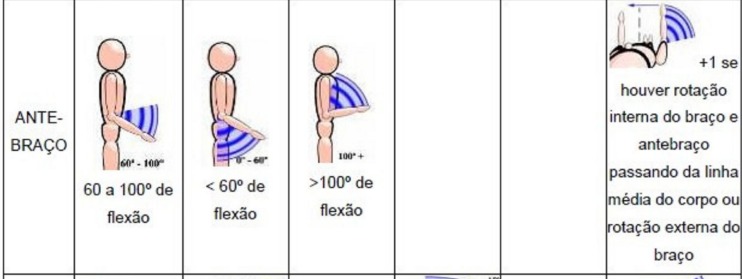 ANTE-
BRAÇO
60° - 100°
60 a 100º de
flexão
0° - 60°
< 60º de
flexão
100° +
>100º de
flexão
+1 se
houver rotação
interna do braço e
antebraço
passando da linha
média do corpo ou
rotação externa do
braço